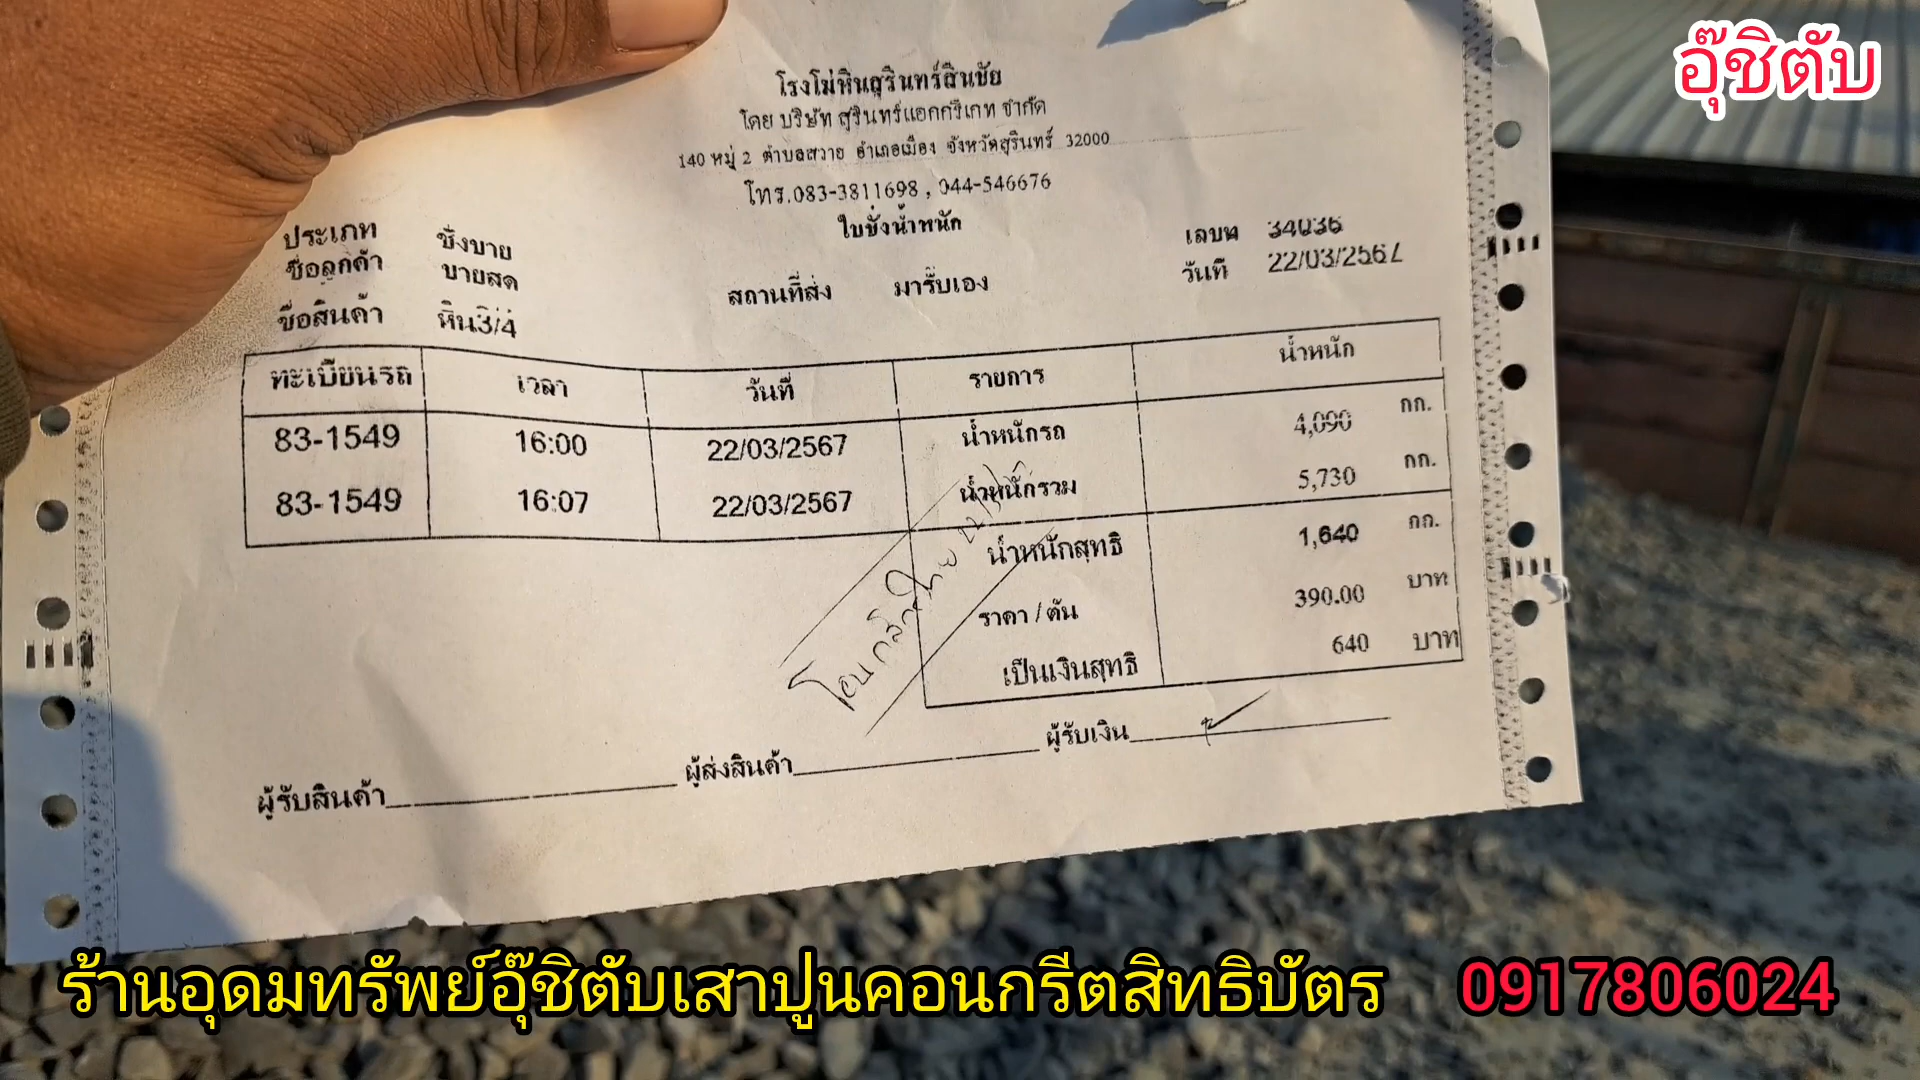 อุ๊ชิตับ
โรงโม่หินสุรินทร์สินชัย
โดย บริษัท สุรินทร์แอกกรีเกท จำกัด
140 หมู่ 2 ตำบลสวาย อำเภอเมือง จังหวัดสุรินทร์ 32000
โทร.083-3811698 , 044-546676
ใบชั่งน้ำหนัก
ประเภท ชั่งขาย เลขที่ 34036
ชื่อลูกค้า ขายสด สถานที่ส่ง มารับเอง วันที่ 22/03/2567
ชื่อสินค้า หิน3/4
ทะเบียนรถ เวลา วันที่ รายการ น้ำหนัก
83-1549 16:00 22/03/2567 น้ำหนักรถ 4,090 กก.
83-1549 16:07 22/03/2567 น้ำหนักรวม 5,730 กก.
น้ำหนักสุทธิ 1,640 กก.
ราคา / ตัน 390.00 บาท
เป็นเงินสุทธิ 640 บาท
โอนกสิกรไทย
ผู้รับสินค้า ผู้ส่งสินค้า ผู้รับเงิน
ร้านอุดมทรัพย์อุ๊ชิตับเสาปูนคอนกรีตสิทธิบัตร 0917806024